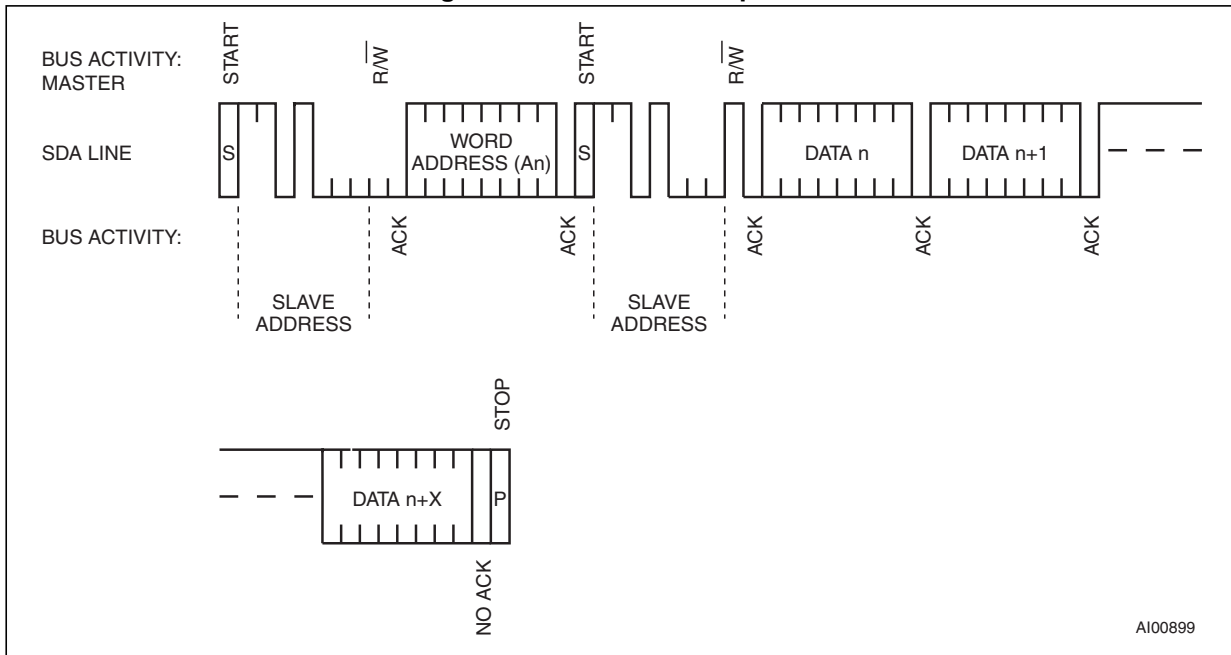 START
R/W
START
R/W
BUS ACTIVITY:
MASTER
SDA LINE
S
WORD
ADDRESS (An)
S
DATA n
DATA n+1
BUS ACTIVITY:
ACK
ACK
ACK
ACK
ACK
SLAVE
ADDRESS
SLAVE
ADDRESS
STOP
DATA n+X
P
NO ACK
AI00899